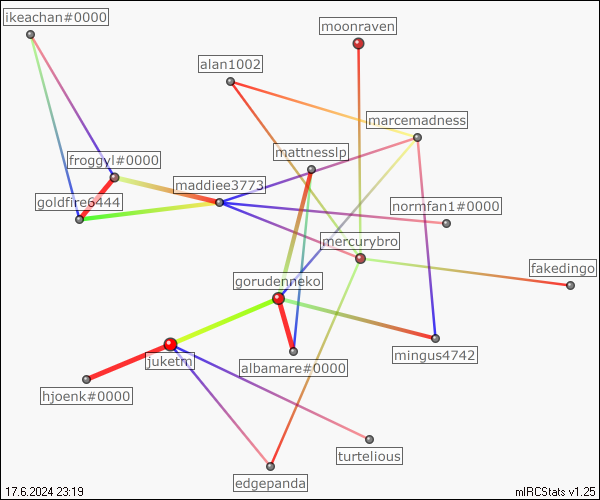 ikeachan#0000
moonraven
alan1002
marcemadness
mattnesslp
froggyl#0000
maddiee3773
goldfire6444
normfan1#0000
mercurybro
fakedingo
gorudenneko
juketm
albamare#0000
mingus4742
hjoenk#0000
turtelious
edgepanda
17.6.2024 23:19
mIRCStats v1.25